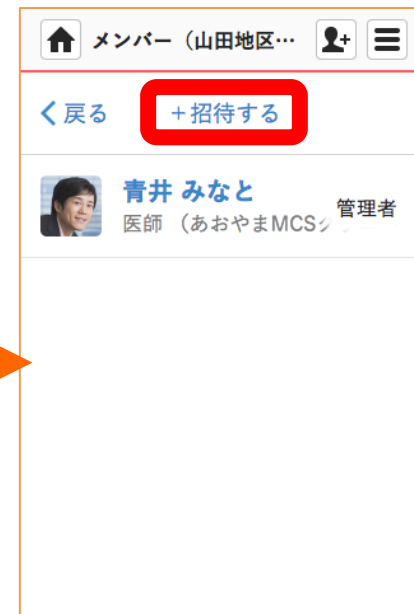 メンバー（山田地区…
戻る
＋招待する
青井 みなと
管理者
医師 （あおやまMCS